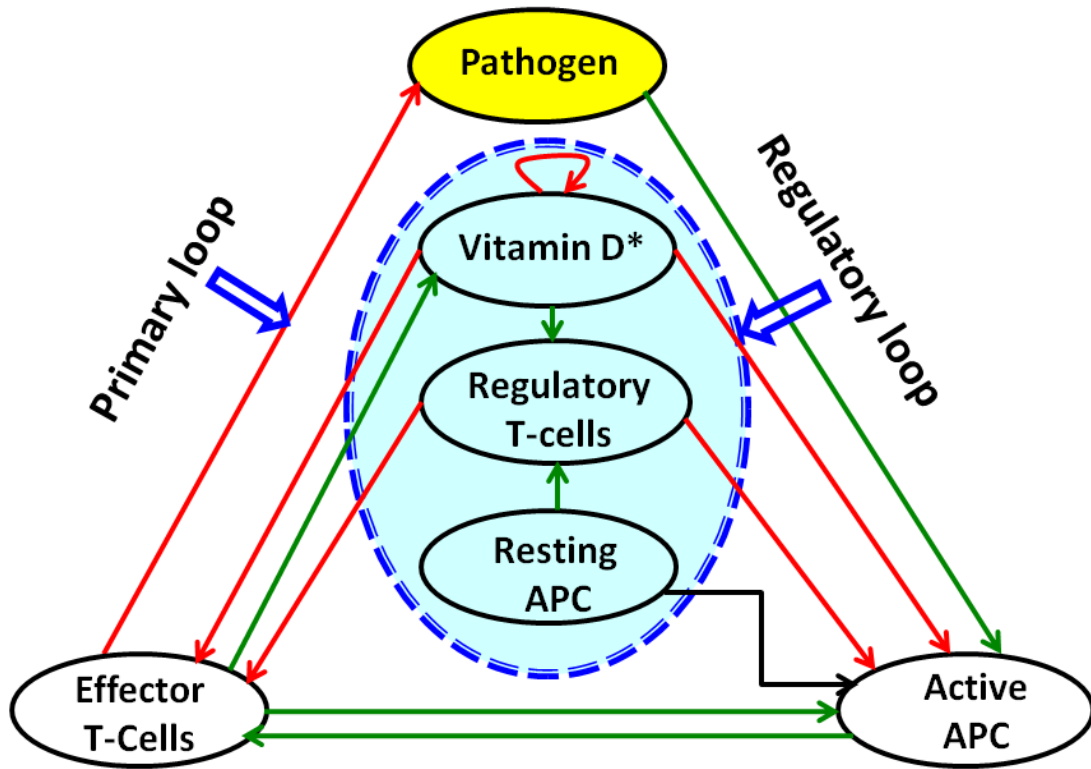 Pathogen
Primary loop
Regulatory loop
Vitamin D*
Regulatory
T-cells
Resting
APC
Effector
T-Cells
Active
APC